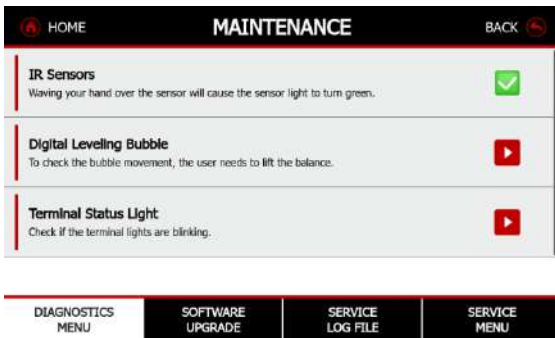 HOME MAINTENANCE BACK
IR Sensors
Waving your hand over the sensor will cause the sensor light to turn green.
Digital Leveling Bubble
To check the bubble movement, the user needs to lift the balance.
Terminal Status Light
Check if the terminal lights are blinking.
DIAGNOSTICS SOFTWARE SERVICE SERVICE
MENU UPGRADE LOG FILE MENU